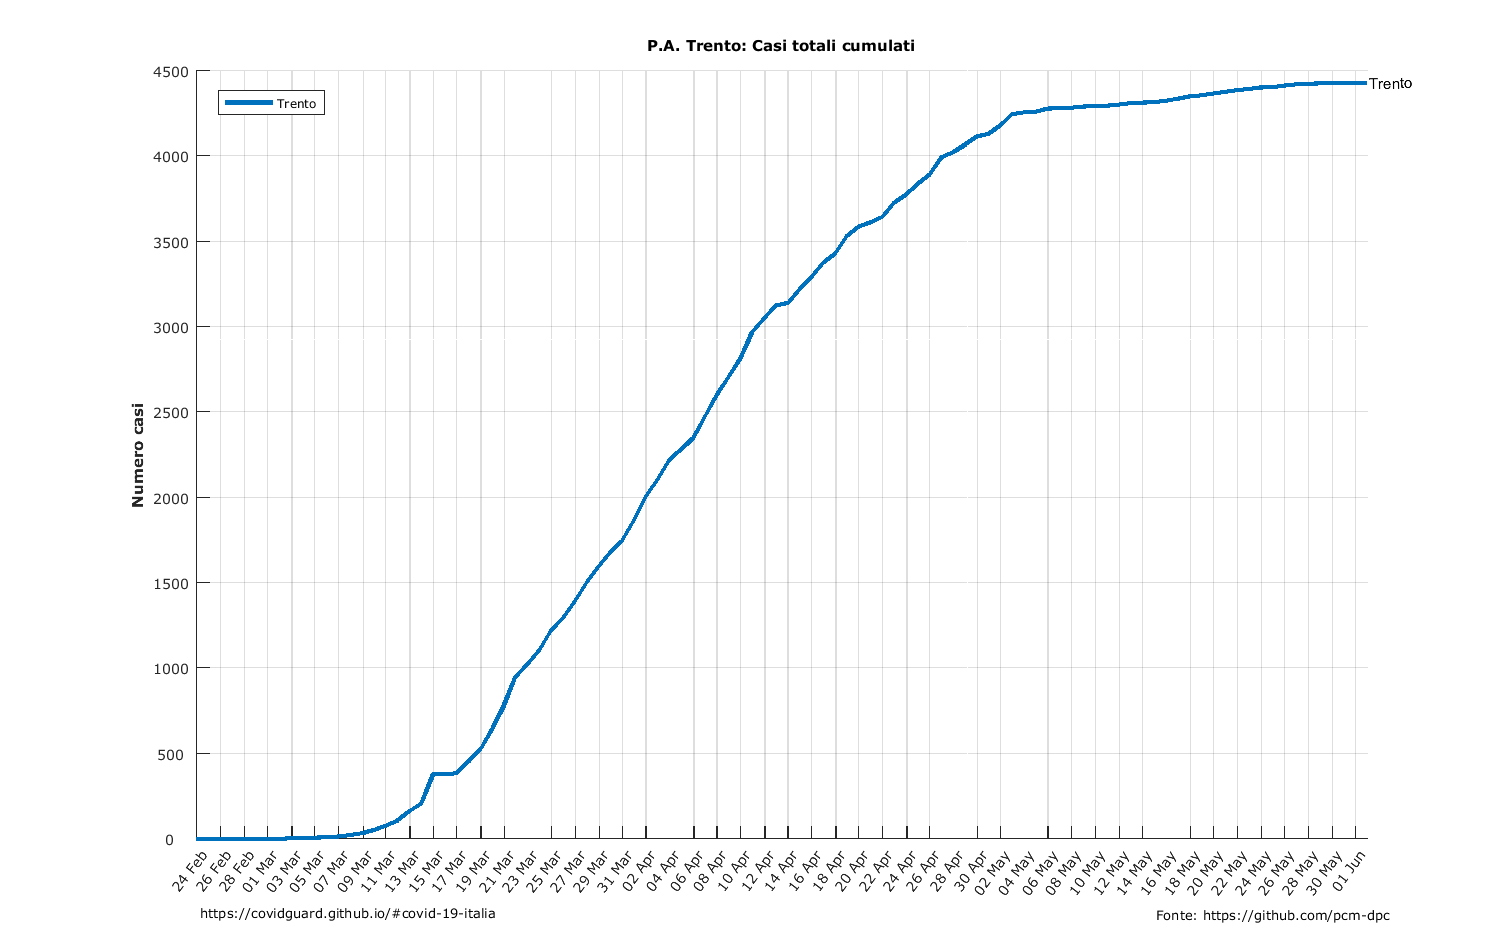 P.A. Trento: Casi totali cumulati
4500
4000
3500
3000
2500
2000
1500
1000
500
0
Numero casi
Trento
Trento
24 Feb
26 Feb
28 Feb
01 Mar
03 Mar
05 Mar
07 Mar
09 Mar
11 Mar
13 Mar
15 Mar
17 Mar
19 Mar
21 Mar
23 Mar
25 Mar
27 Mar
29 Mar
31 Mar
02 Apr
04 Apr
06 Apr
08 Apr
10 Apr
12 Apr
14 Apr
16 Apr
18 Apr
20 Apr
22 Apr
24 Apr
26 Apr
28 Apr
30 Apr
02 May
04 May
06 May
08 May
10 May
12 May
14 May
16 May
18 May
20 May
22 May
24 May
26 May
28 May
30 May
01 Jun
https://covidguard.github.io/#covid-19-italia
Fonte: https://github.com/pcm-dpc